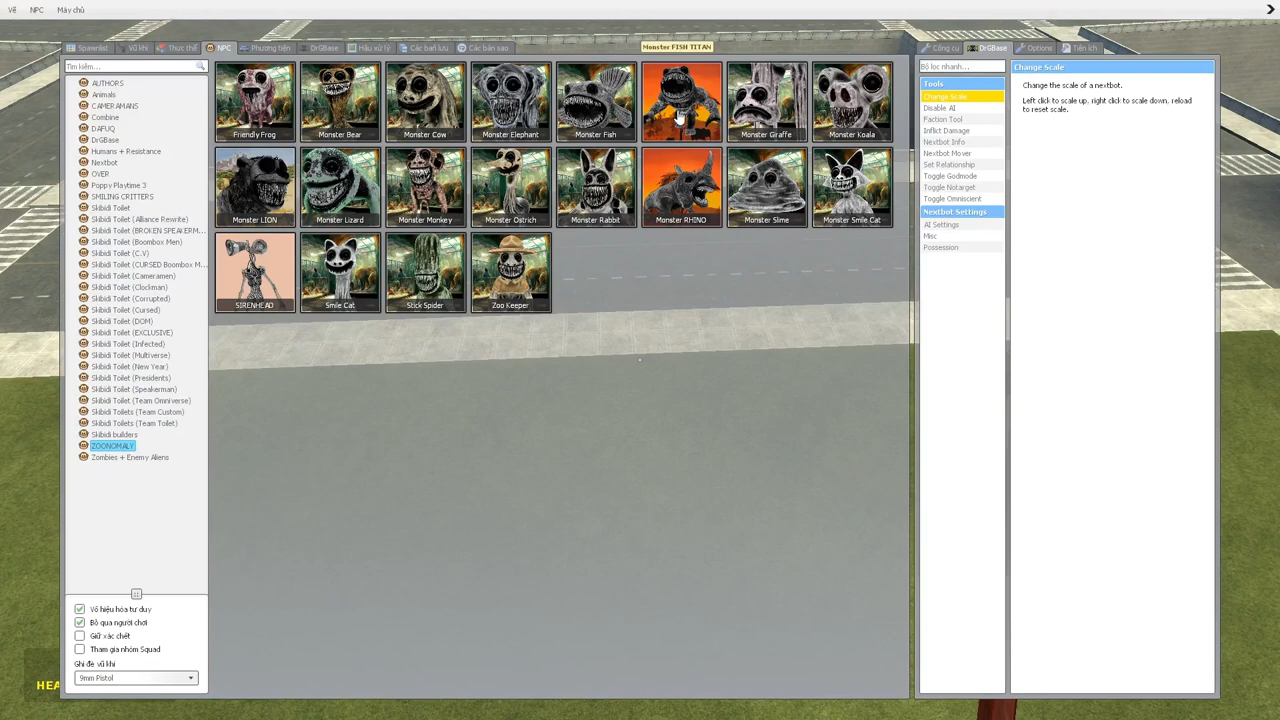 Vẽ NPC Máy chủ
Spawnlist Vũ khí Thực thể NPC Phương tiện DrGBase Hậu xử lý Các bản lưu Các bản sao
Monster FISH TITAN
Tìm kiếm...
AUTHORS
Animals
CAMERAMANS
Combine
DAFUQ
DrGBase
Humans + Resistance
Nextbot
OVER
Poppy Playtime 3
SMILING CRITTERS
Skibidi Toilet
Skibidi Toilet (Alliance Rewrite)
Skibidi Toilet (BROKEN SPEAKERM...
Skibidi Toilet (Boombox Men)
Skibidi Toilet (C.V)
Skibidi Toilet (CURSED Boombox M...
Skibidi Toilet (Cameramen)
Skibidi Toilet (Clockman)
Skibidi Toilet (Corrupted)
Skibidi Toilet (Cursed)
Skibidi Toilet (DOM)
Skibidi Toilet (EXCLUSIVE)
Skibidi Toilet (Infected)
Skibidi Toilet (Multiverse)
Skibidi Toilet (New Year)
Skibidi Toilet (Presidents)
Skibidi Toilet (Speakerman)
Skibidi Toilet (Team Omniverse)
Skibidi Toilets (Team Custom)
Skibidi Toilets (Team Toilet)
Skibidi builders
ZOONOMALY
Zombies + Enemy Aliens
Vô hiệu hóa tư duy
Bỏ qua người chơi
Giữ xác chết
Tham gia nhóm Squad
Ghi đè vũ khí
9mm Pistol
HEA
Friendly Frog
Monster Bear
Monster Cow
Monster Elephant
Monster Fish
Monster Giraffe
Monster Koala
Monster LION
Monster Lizard
Monster Monkey
Monster Ostrich
Monster Rabbit
Monster RHINO
Monster Slime
Monster Smile Cat
SIRENHEAD
Smile Cat
Stick Spider
Zoo Keeper
Công cụ DrGBase Options Tiện ích
Bộ lọc nhanh...
Tools
Change Scale
Disable AI
Faction Tool
Inflict Damage
Nextbot Info
Nextbot Mover
Set Relationship
Toggle Godmode
Toggle Notarget
Toggle Omniscient
Nextbot Settings
AI Settings
Misc
Possession
Change Scale
Change the scale of a nextbot.
Left click to scale up, right click to scale down, reload
to reset scale.